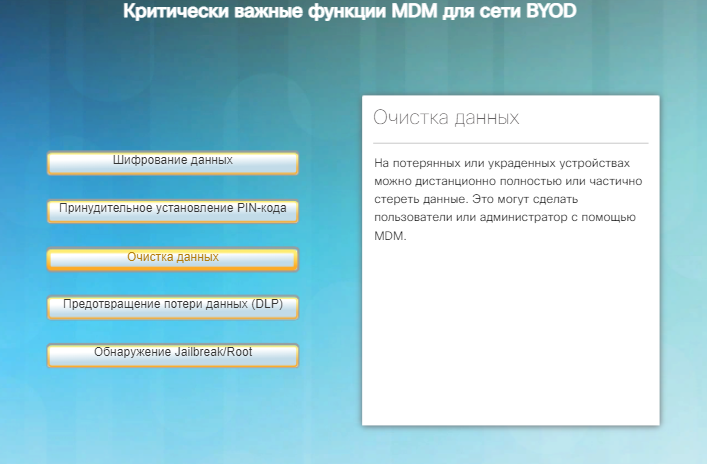 Критически важные функции MDM для сети BYOD
Шифрование данных
Принудительное установление PIN-кода
Очистка данных
Предотвращение потери данных (DLP)
Обнаружение Jailbreak/Root
Очистка данных
На потерянных или украденных устройствах
можно дистанционно полностью или частично
стереть данные. Это могут сделать
пользователи или администратор с помощью
MDM.